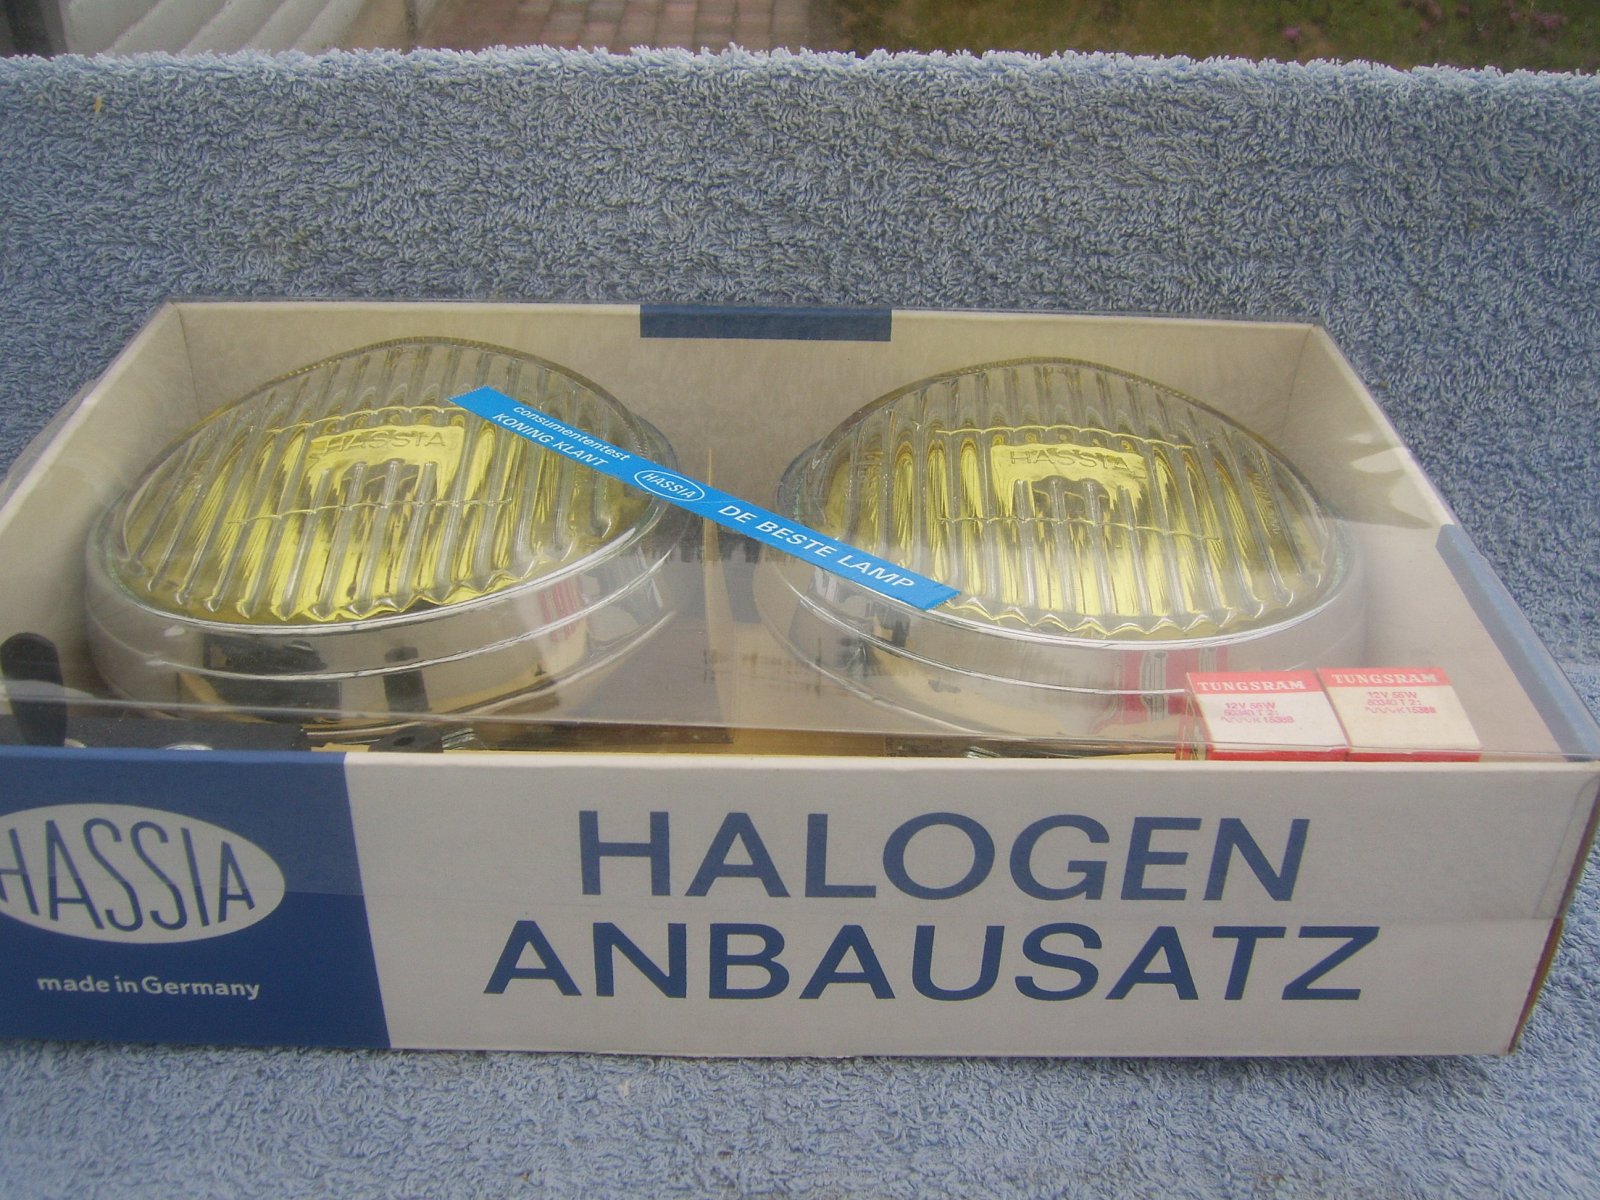 HASSIA
HASSIA
consumententest
KONING KLANT
HASSIA
DE BESTE LAMP
TUNGSRAM
12V 55W
TUNGSRAM
12V 55W
HASSIA
made in Germany
HALOGEN
ANBAUSATZ